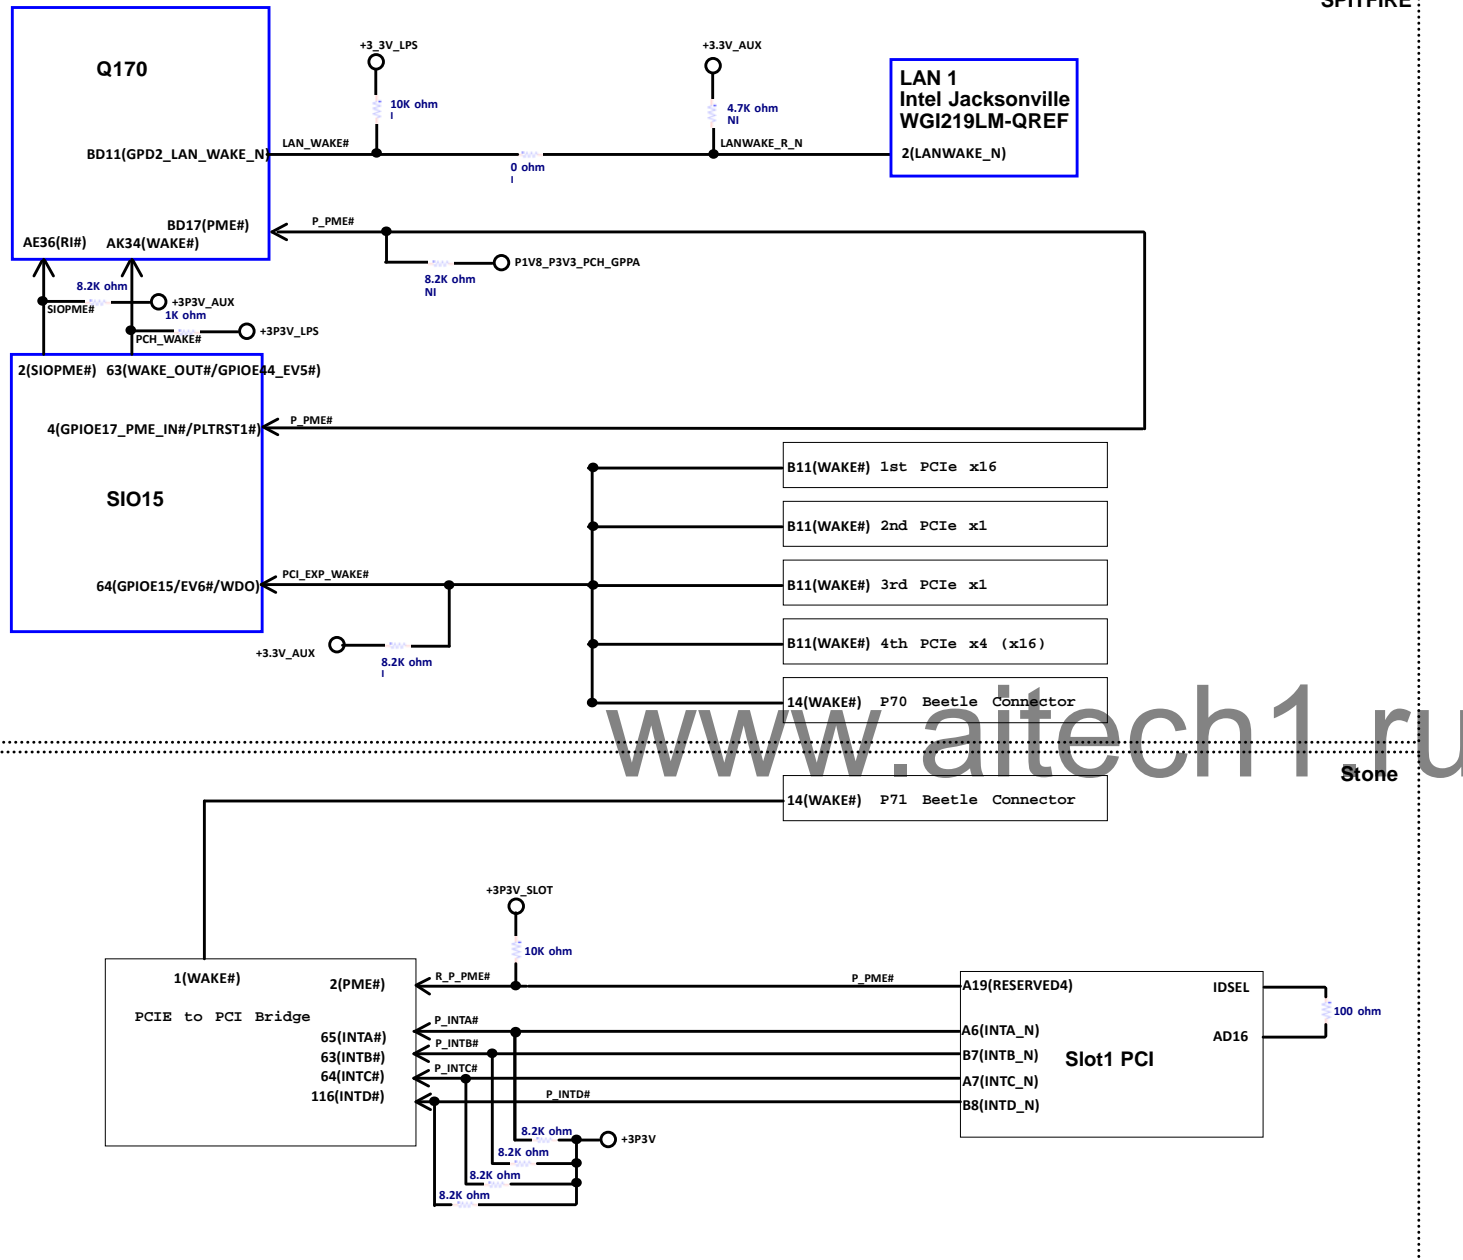 SPITFIRE
Q170
+3_3V_LPS
10K ohm
I
+3.3V_AUX
4.7K ohm
NI
LAN 1
Intel Jacksonville
WGI219LM-QREF
BD11(GPD2_LAN_WAKE_N)
LAN_WAKE#
0 ohm
I
LANWAKE_R_N
2(LANWAKE_N)
BD17(PME#)
P_PME#
AE36(RI#)
AK34(WAKE#)
8.2K ohm
NI
P1V8_P3V3_PCH_GPPA
8.2K ohm
+3P3V_AUX
SIOPME#
1K ohm
+3P3V_LPS
PCH_WAKE#
2(SIOPME#)
63(WAKE_OUT#/GPIOE44_EV5#)
4(GPIOE17_PME_IN#/PLTRST1#)
P_PME#
SIO15
B11(WAKE#) 1st PCIe x16
B11(WAKE#) 2nd PCIe x1
64(GPIOE15/EV6#/WDO)
PCI_EXP_WAKE#
B11(WAKE#) 3rd PCIe x1
+3.3V_AUX
8.2K ohm
I
B11(WAKE#) 4th PCIe x4 (x16)
14(WAKE#) P70 Beetle Connector
www.aitech1.ru
Stone
14(WAKE#) P71 Beetle Connector
+3P3V_SLOT
10K ohm
1(WAKE#)
2(PME#)
R_P_PME#
P_PME#
A19(RESERVED4)
IDSEL
PCIE to PCI Bridge
100 ohm
65(INTA#)
P_INTA#
A6(INTA_N)
AD16
63(INTB#)
P_INTB#
B7(INTB_N)
Slot1 PCI
64(INTC#)
P_INTC#
A7(INTC_N)
116(INTD#)
P_INTD#
B8(INTD_N)
8.2K ohm
+3P3V
8.2K ohm
8.2K ohm
8.2K ohm